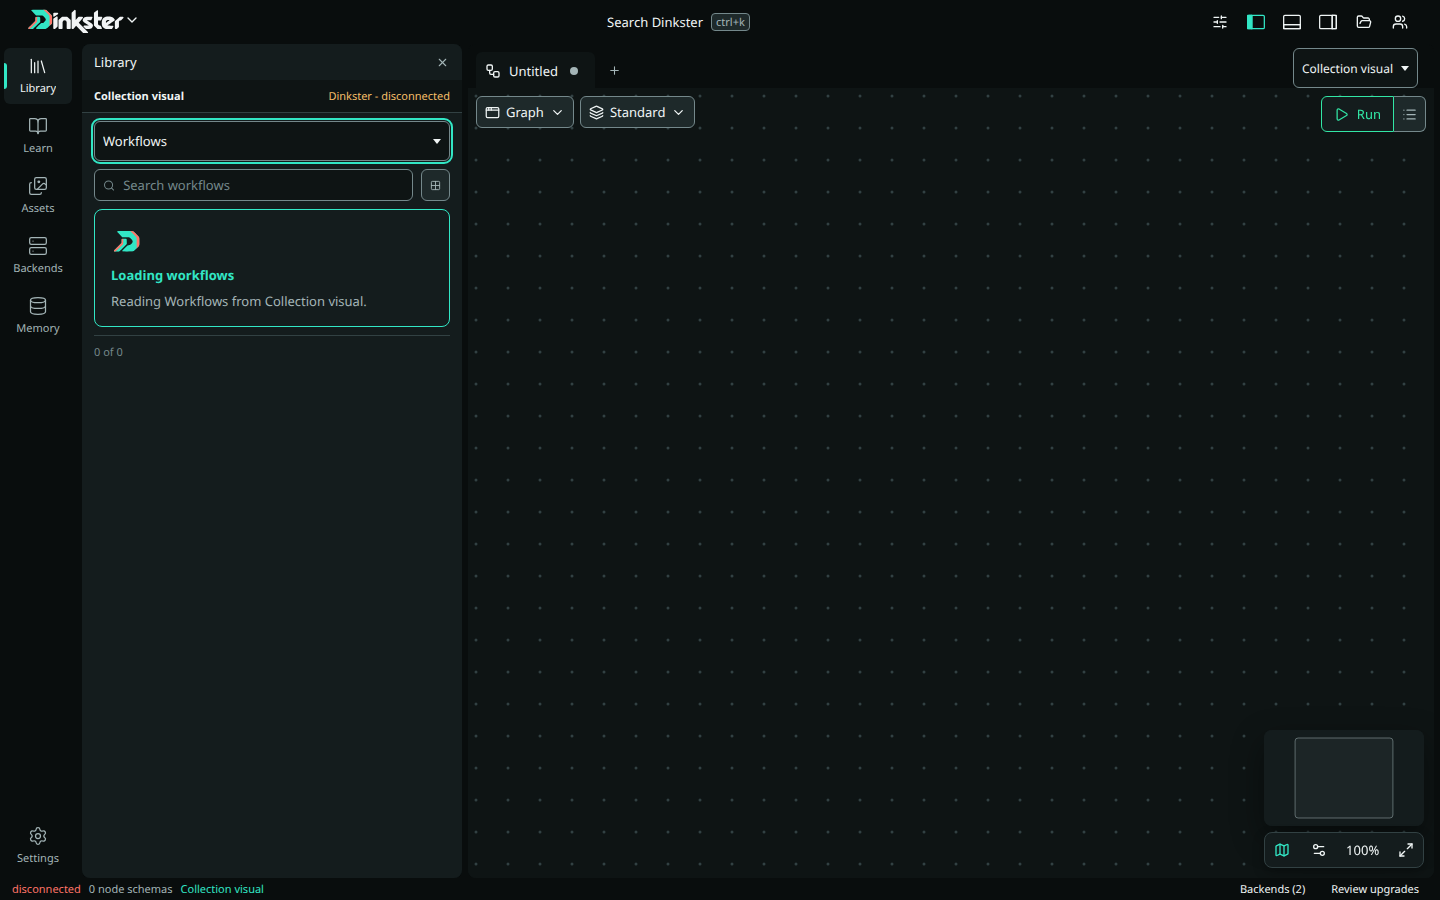 Dinkster
Search Dinkster ctrl+k
Library
Learn
Assets
Backends
Memory
Settings
Library
Collection visual Dinkster - disconnected
Workflows
Search workflows
Loading workflows
Reading Workflows from Collection visual.
0 of 0
Untitled
Collection visual
Graph Standard
Run
100%
disconnected 0 node schemas Collection visual
Backends (2) Review upgrades